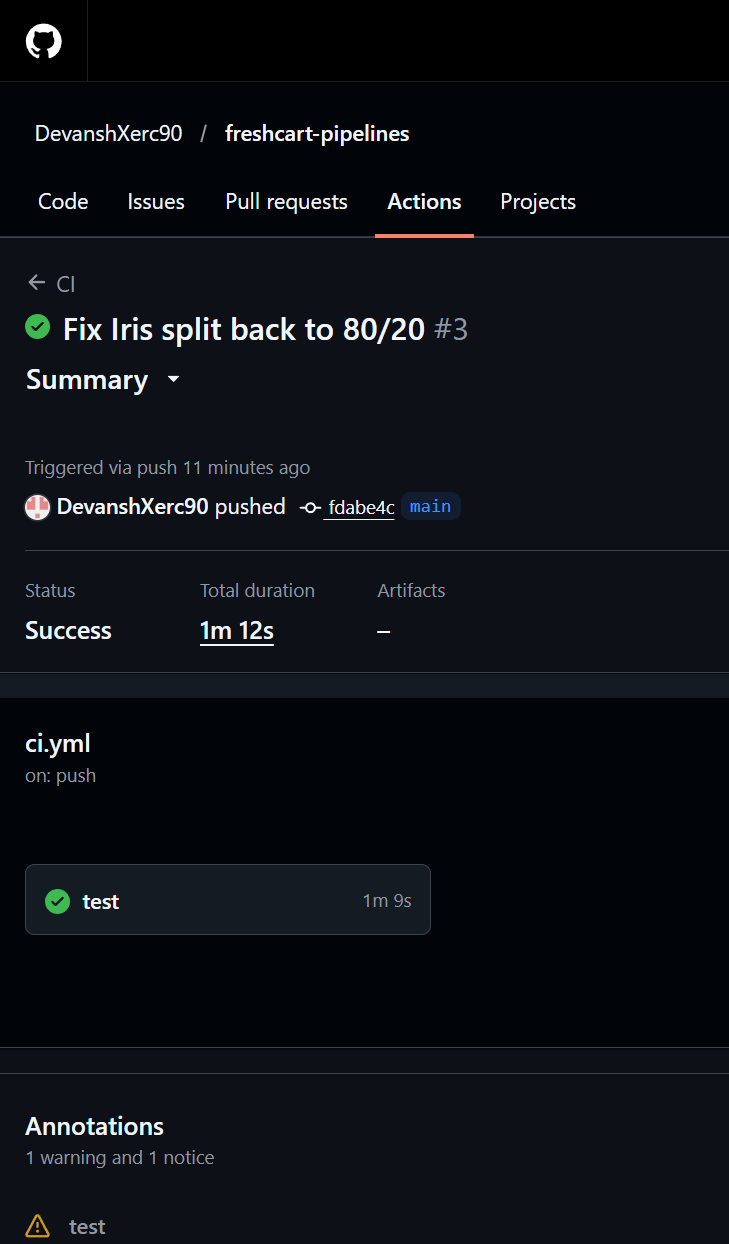 DevanshXerc90 / freshcart-pipelines
Code Issues Pull requests Actions Projects
CI
Fix Iris split back to 80/20 #3
Summary
Triggered via push 11 minutes ago
DevanshXerc90 pushed fdabe4c main
Status Total duration Artifacts
Success 1m 12s –
ci.yml
on: push
test 1m 9s
Annotations
1 warning and 1 notice
test